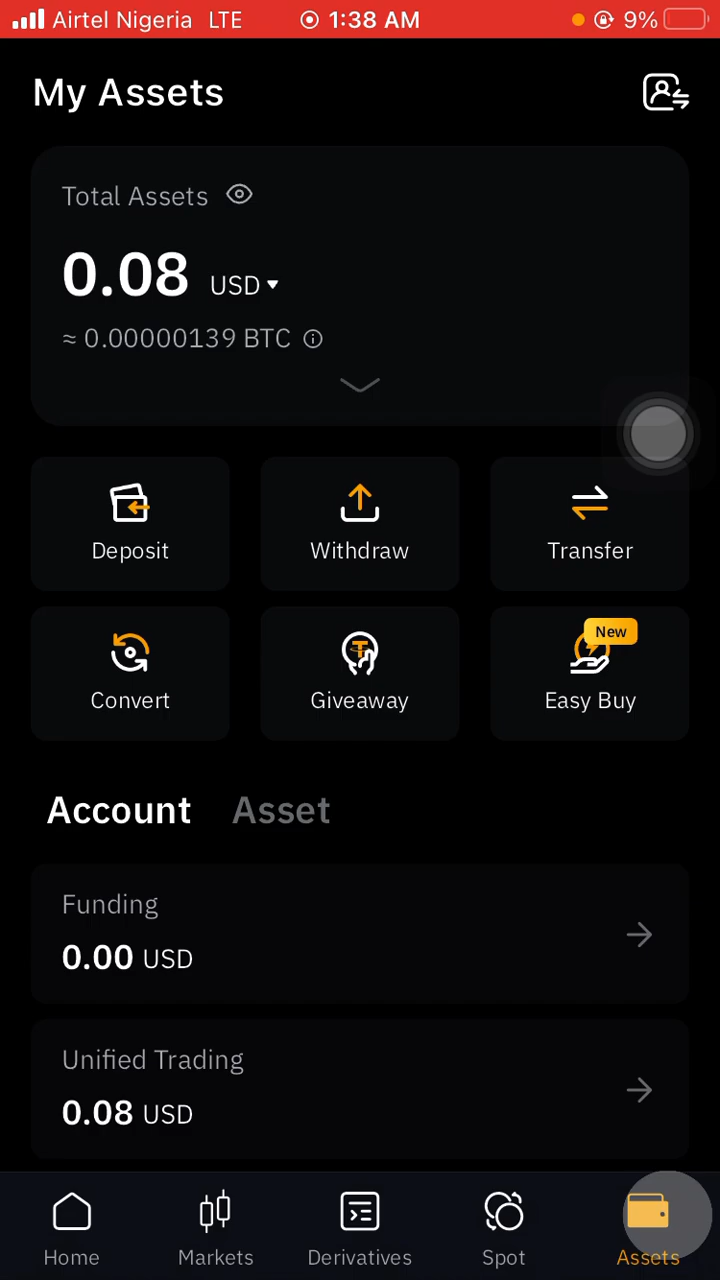 Airtel Nigeria LTE 1:38 AM 9%
My Assets
Total Assets
0.08 USD
≈ 0.00000139 BTC
Deposit Withdraw Transfer
New
Convert Giveaway Easy Buy
Account Asset
Funding
0.00 USD
Unified Trading
0.08 USD
Home Markets Derivatives Spot Assets